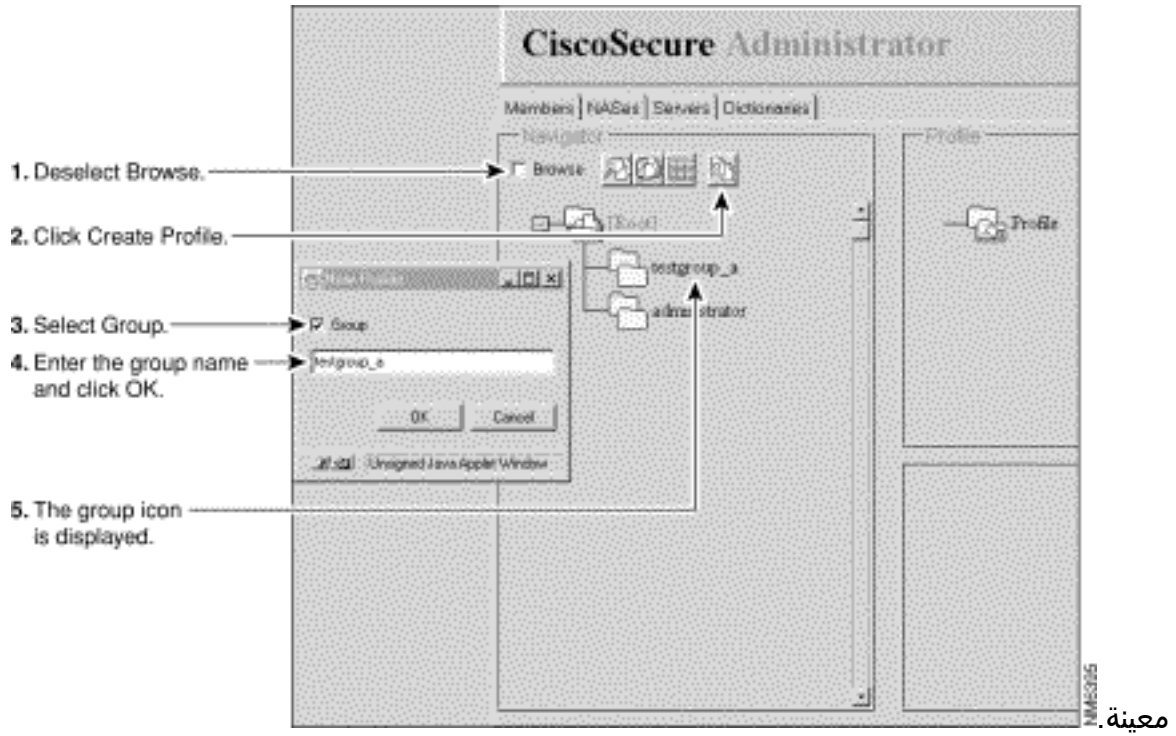 CiscoSecure Administrator
Members NASes Servers Dictionaries
Navigator
Profile
1. Deselect Browse.
Browse
2. Click Create Profile.
[Root]
Profile
testgroup_a
New Profile
administrator
3. Select Group.
Group
4. Enter the group name
and click OK.
testgroup_a
OK Cancel
Unsigned Java Applet Window
5. The group icon
is displayed.
NM6395
معينة.